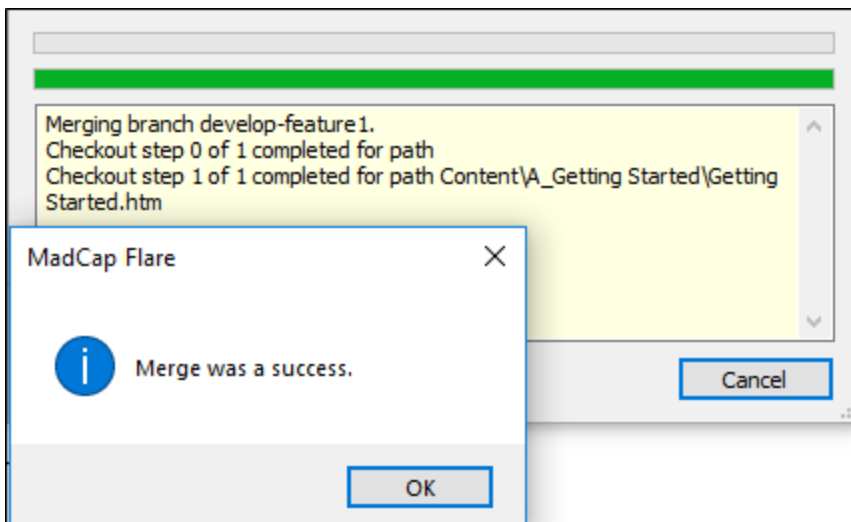 Merging branch develop-feature1.
Checkout step 0 of 1 completed for path
Checkout step 1 of 1 completed for path Content\A_Getting Started\Getting
Started.htm
MadCap Flare
Merge was a success.
Cancel
OK